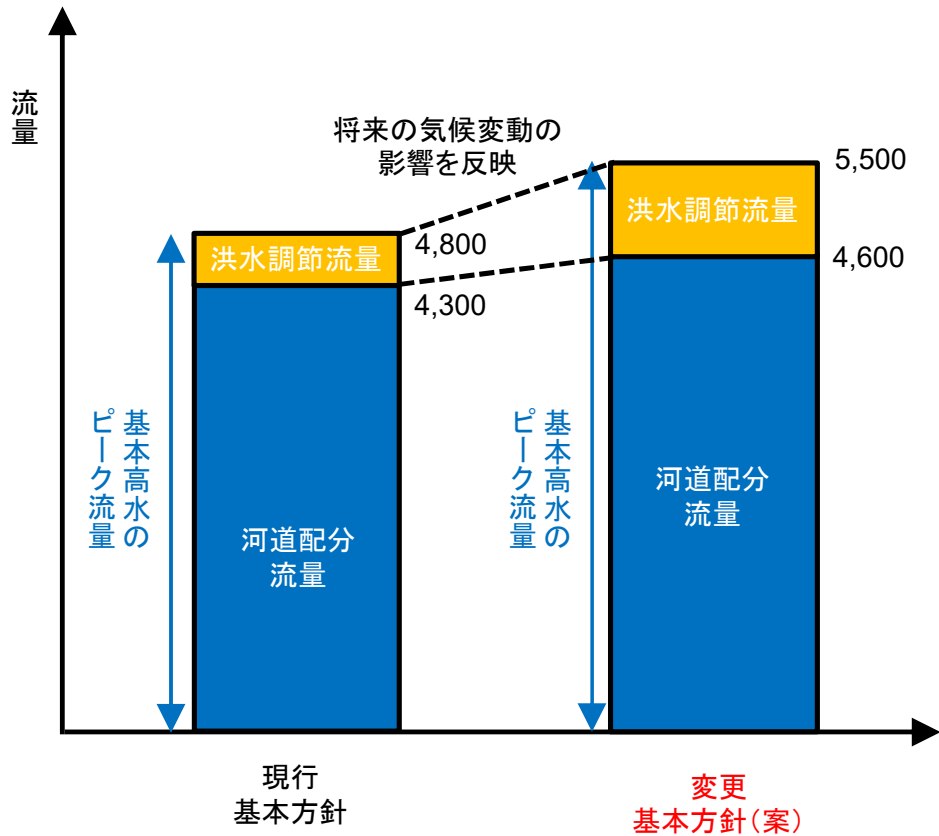 流量
将来の気候変動の
影響を反映
洪水調節流量
4,800
4,300
基本高水の
ピーク流量
河道配分
流量
現行
基本方針
5,500
洪水調節流量
4,600
基本高水の
ピーク流量
河道配分
流量
変更
基本方針(案)